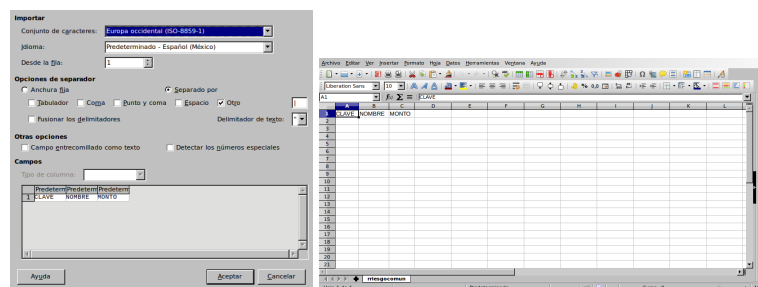 Importar
Conjunto de caracteres: Europa occidental (ISO-8859-1)
Idioma: Predeterminado - Español (México)
Desde la fila: 1
Opciones de separador
Anchura fija Separado por
Tabulador Coma Punto y coma Espacio Otro |
Fusionar los delimitadores Delimitador de texto: "
Otras opciones
Campo entrecomillado como texto Detectar los números especiales
Campos
Tipo de columna:
Predeterm Predeterm Predeterm
1 CLAVE NOMBRE MONTO
Ayuda Aceptar Cancelar
Archivo Editar Ver Insertar Formato Hoja Datos Herramientas Ventana Ayuda
Liberation Sans 10
A1 CLAVE
A B C D E F G H I J K L
1 CLAVE NOMBRE MONTO
2
3
4
5
6
7
8
9
10
11
12
13
14
15
16
17
18
19
20
21
rriesgocomun